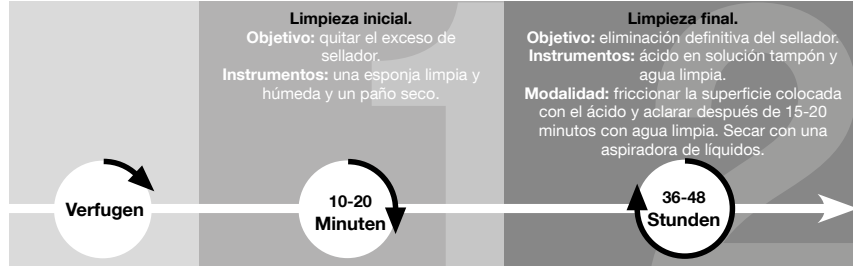 Limpieza inicial.
Objetivo: quitar el exceso de
sellador.
Instrumentos: una esponja limpia y
húmeda y un paño seco.
1
Limpieza final.
Objetivo: eliminación definitiva del sellador.
Instrumentos: ácido en solución tampón y
agua limpia.
Modalidad: friccionar la superficie colocada
con el ácido y aclarar después de 15-20
minutos con agua limpia. Secar con una
aspiradora de líquidos.
2
Verfugen
10-20
Minuten
36-48
Stunden